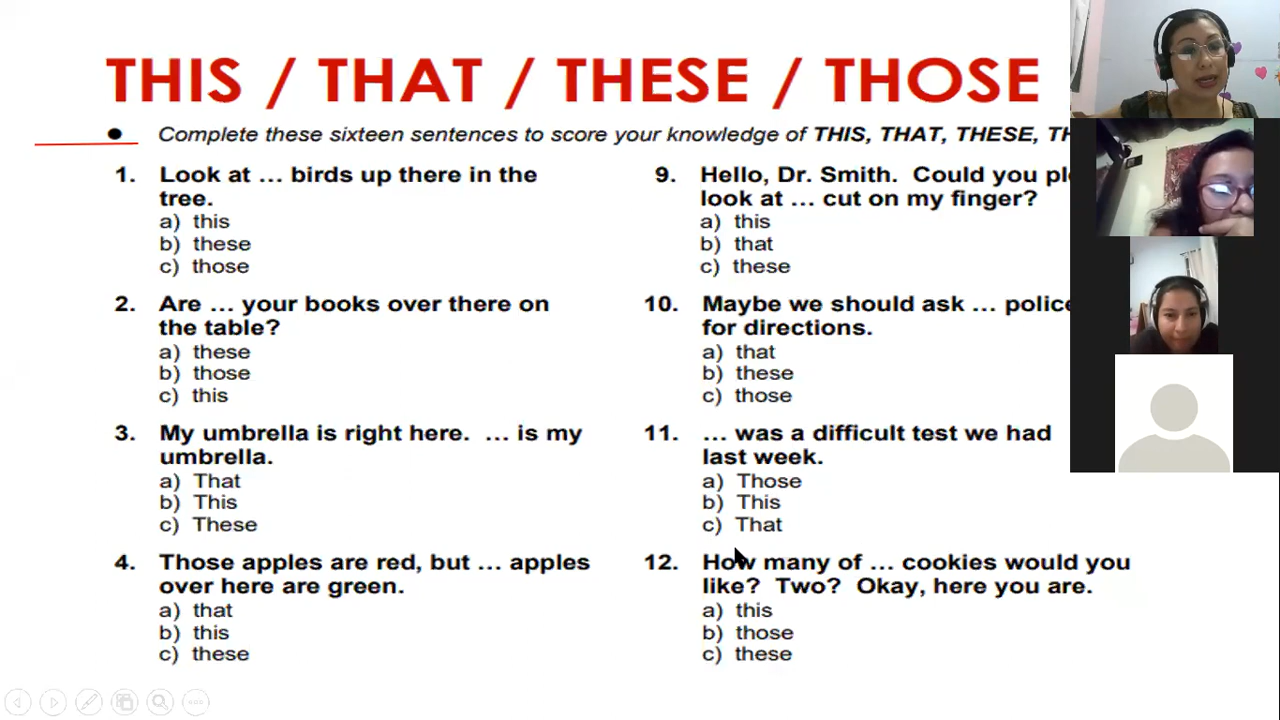 THIS / THAT / THESE / THOSE
● Complete these sixteen sentences to score your knowledge of THIS, THAT, THESE,
1. Look at … birds up there in the
tree.
a) this
b) these
c) those
2. Are … your books over there on
the table?
a) these
b) those
c) this
3. My umbrella is right here. … is my
umbrella.
a) That
b) This
c) These
4. Those apples are red, but … apples
over here are green.
a) that
b) this
c) these
9. Hello, Dr. Smith. Could you
look at … cut on my finger?
a) this
b) that
c) these
10. Maybe we should ask … police
for directions.
a) that
b) these
c) those
11. … was a difficult test we had
last week.
a) Those
b) This
c) That
12. How many of … cookies would you
like? Two? Okay, here you are.
a) this
b) those
c) these